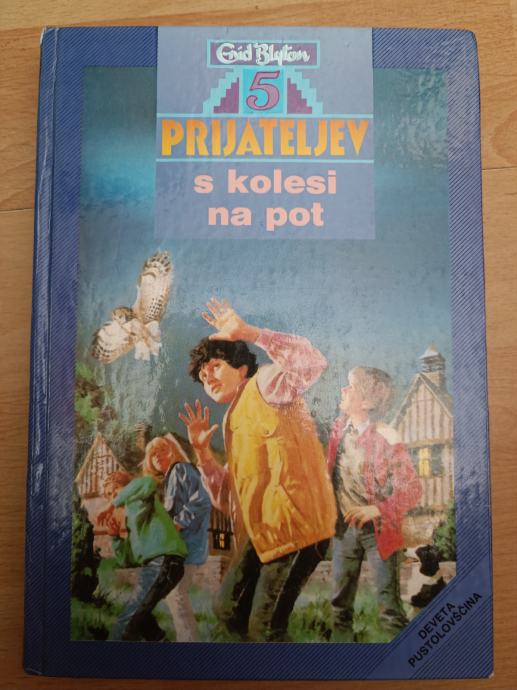 Enid Blyton
5
PRIJATELJEV
s kolesi
na pot
DEVETA
PUSTOLOVŠČINA